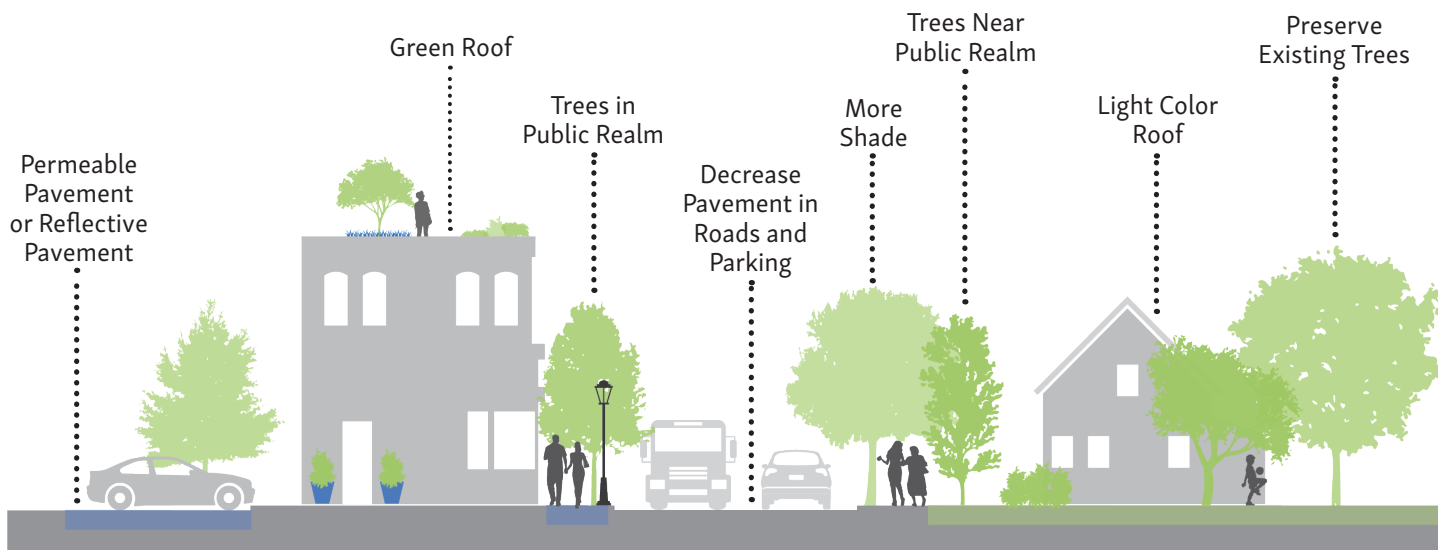 Permeable
Pavement
or Reflective
Pavement
Green Roof
Trees in
Public Realm
Decrease
Pavement in
Roads and
Parking
More
Shade
Trees Near
Public Realm
Light Color
Roof
Preserve
Existing Trees